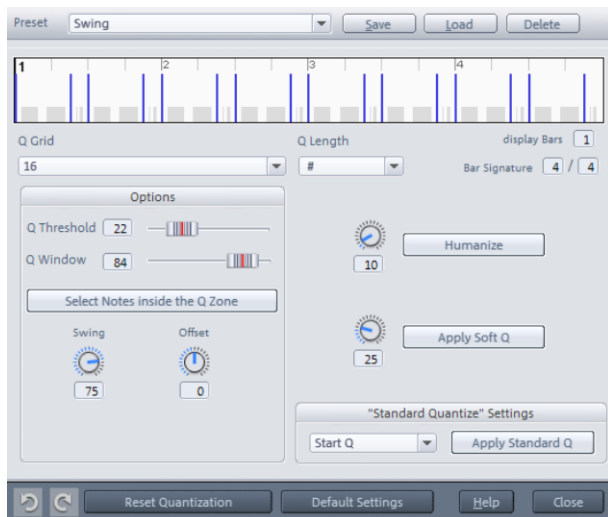 Preset Swing Save Load Delete
1 2 3 4
Q Grid Q Length display Bars 1
16 # Bar Signature 4 / 4
Options
Q Threshold 22
Humanize
Q Window 84
10
Select Notes inside the Q Zone
Swing Offset
Apply Soft Q
25
75 0
"Standard Quantize" Settings
Start Q Apply Standard Q
Reset Quantization Default Settings Help Close